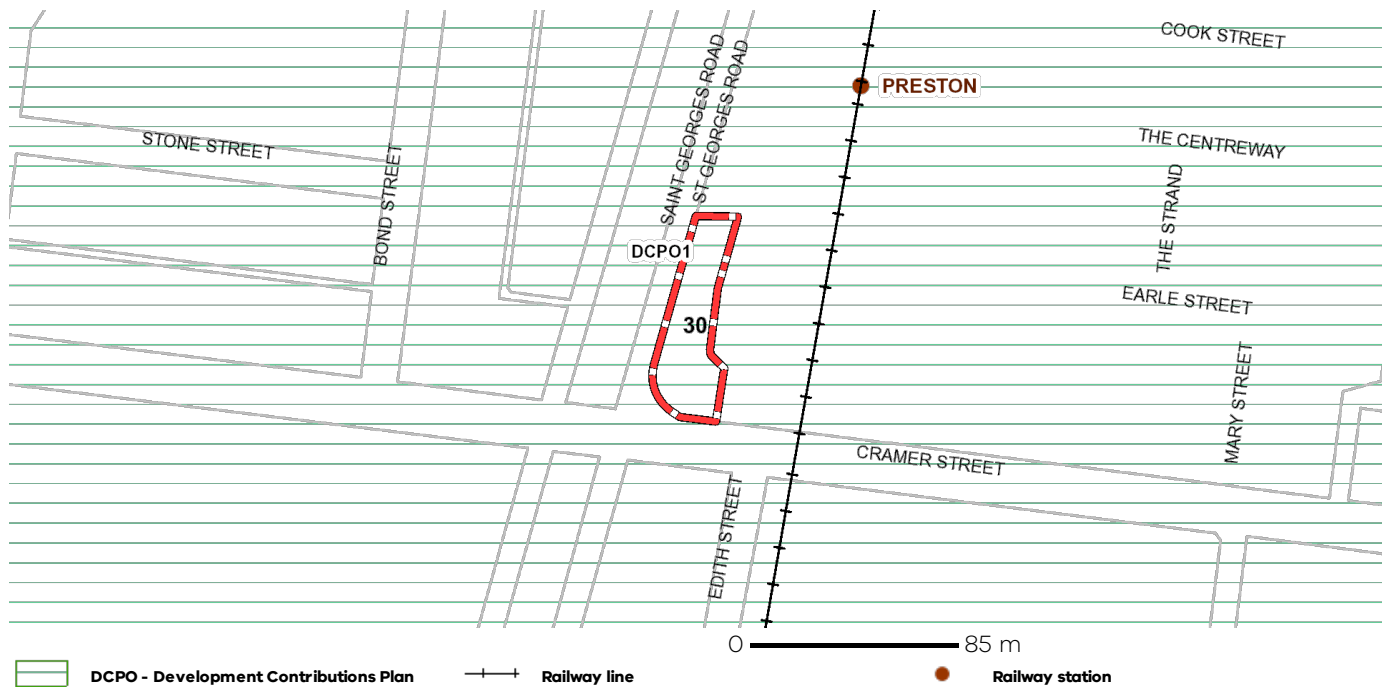 COOK STREET
SAINT GEORGES ROAD
ST GEORGES ROAD
PRESTON
STONE STREET
THE CENTREWAY
BOND STREET
THE STRAND
DCPO1
EARLE STREET
30
MARY STREET
CRAMER STREET
EDITH STREET
0 85 m
DCPO - Development Contributions Plan Railway line Railway station